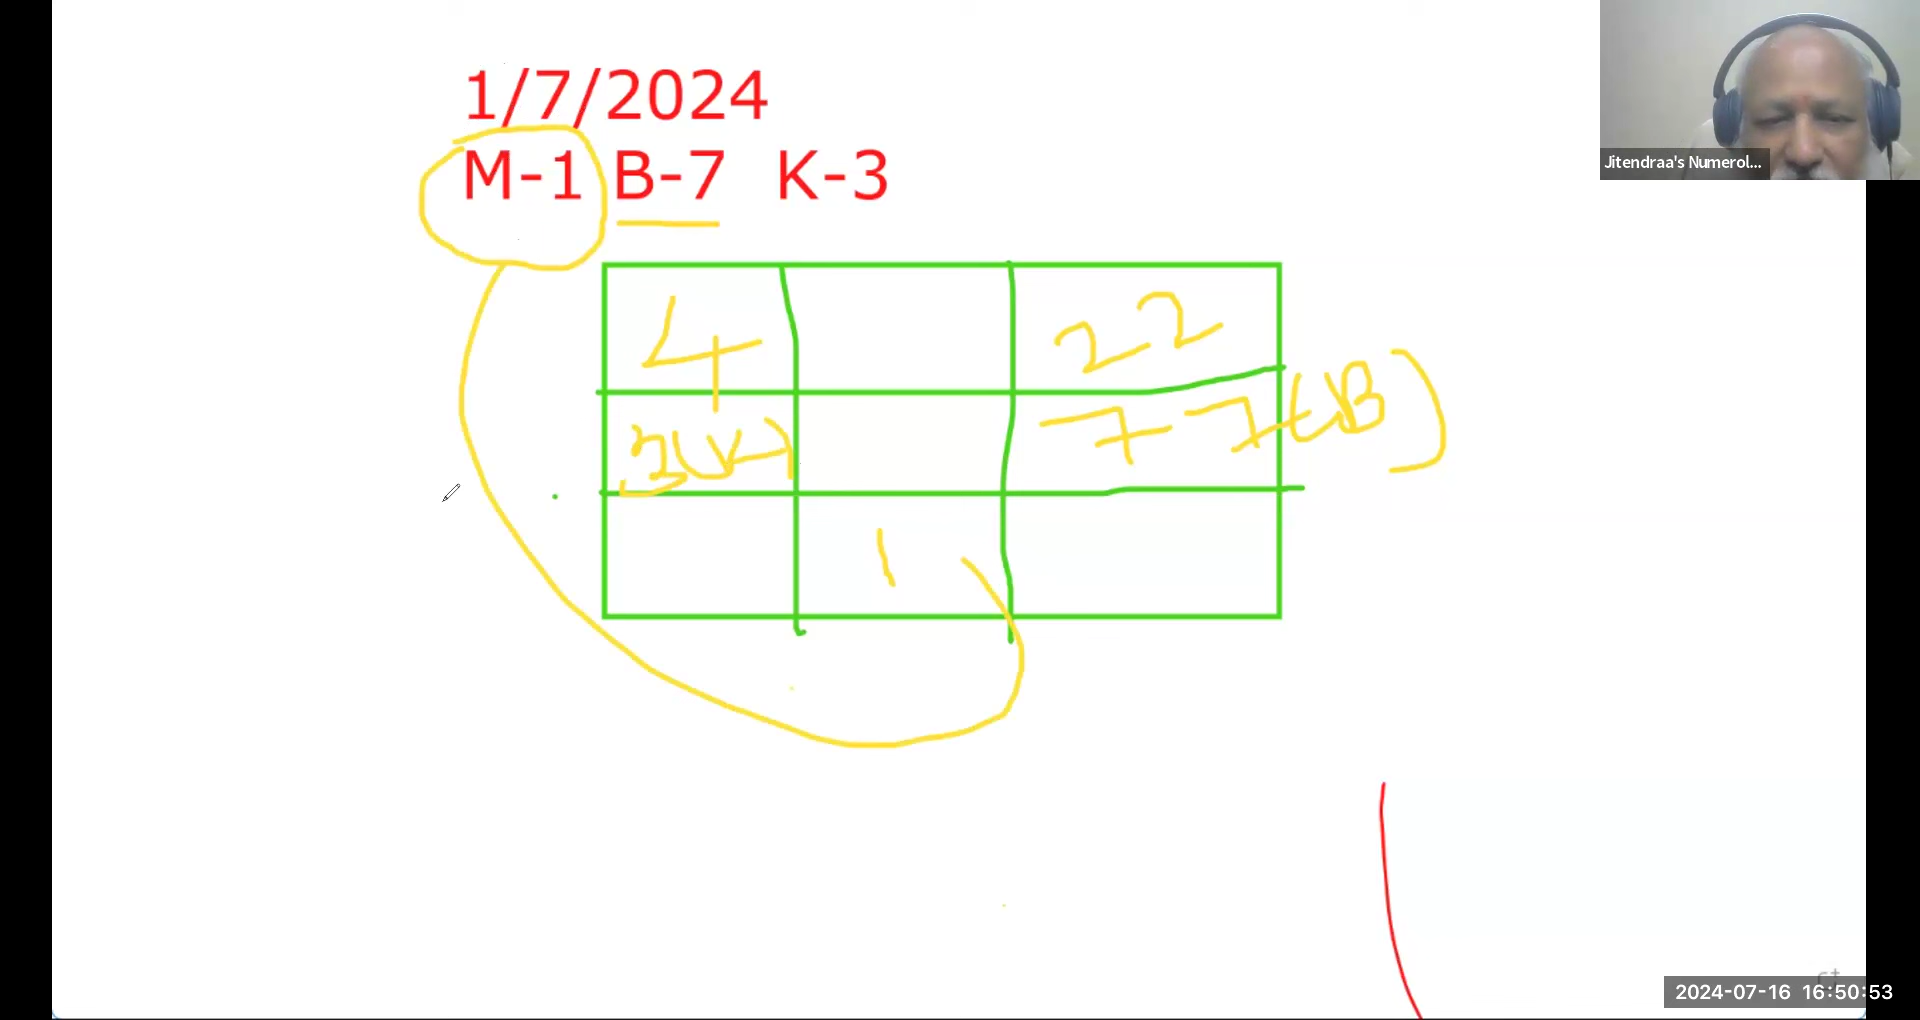 1/7/2024
M-1 B-7 K-3
4 22
3(K) 7 7(B)
1
Jitendraa's Numerol...
2024-07-16 16:50:53